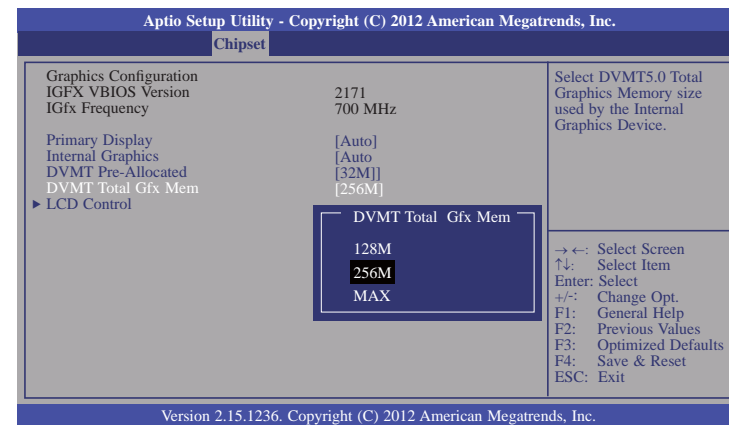 Aptio Setup Utility - Copyright (C) 2012 American Megatrends, Inc.
Chipset
Graphics Configuration
IGFX VBIOS Version 2171
IGfx Frequency 700 MHz
Primary Display [Auto]
Internal Graphics [Auto
DVMT Pre-Allocated [32M]]
DVMT Total Gfx Mem [256M]
▶ LCD Control
DVMT Total Gfx Mem
128M
256M
MAX
Select DVMT5.0 Total
Graphics Memory size
used by the Internal
Graphics Device.
→←: Select Screen
↑↓: Select Item
Enter: Select
+/-: Change Opt.
F1: General Help
F2: Previous Values
F3: Optimized Defaults
F4: Save & Reset
ESC: Exit
Version 2.15.1236. Copyright (C) 2012 American Megatrends, Inc.